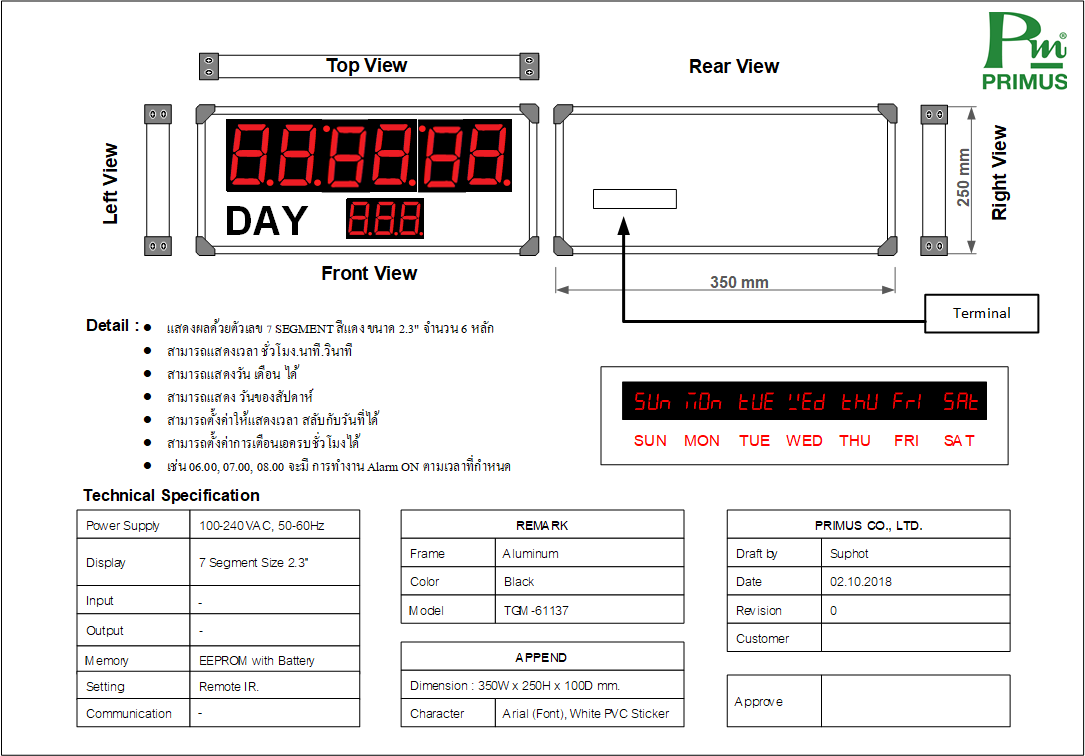 Pm®
PRIMUS
Top View
Rear View
Left View
Right View
250 mm
8.8.:8.8.:8.8.
DAY
8.8.8.
Front View
350 mm
Terminal
Detail :
● แสดงผลด้วยตัวเลข 7 SEGMENT สีแดง ขนาด 2.3" จำนวน 6 หลัก
● สามารถแสดงเวลา ชั่วโมง.นาที.วินาที
● สามารถแสดงวัน เดือน ได้
● สามารถแสดง วันของสัปดาห์
● สามารถตั้งค่าให้แสดงเวลา สลับกับวันที่ได้
● สามารถตั้งค่าการเตือนเอครบชั่วโมงได้
● เช่น 06.00, 07.00, 08.00 จะมี การทำงาน Alarm ON ตามเวลาที่กำหนด
SUn MOn tUE WEd thU FrI SAt
SUN MON TUE WED THU FRI SAT
Technical Specification
Power Supply 100-240 VAC, 50-60Hz
Display 7 Segment Size 2.3"
Input -
Output -
Memory EEPROM with Battery
Setting Remote IR.
Communication -
REMARK
Frame Aluminum
Color Black
Model TGM-61137
APPEND
Dimension : 350W x 250H x 100D mm.
Character Arial (Font), White PVC Sticker
PRIMUS CO., LTD.
Draft by Suphot
Date 02.10.2018
Revision 0
Customer
Approve